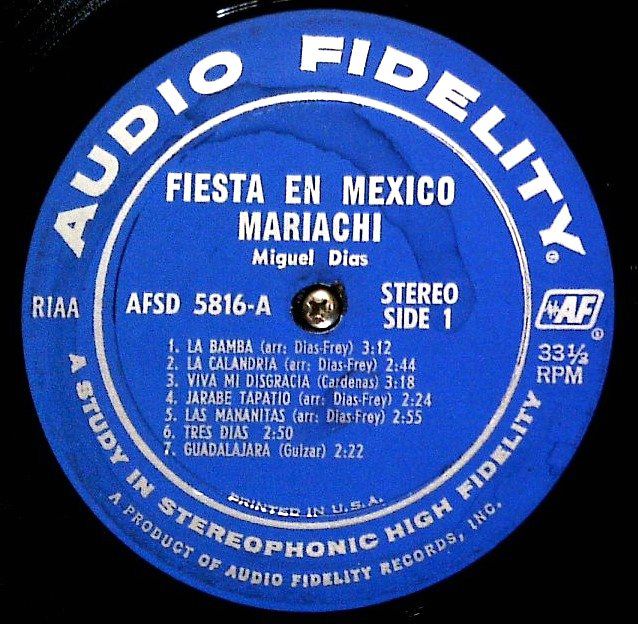 AUDIO FIDELITY®
FIESTA EN MEXICO
MARIACHI
Miguel Dias
RIAA
AFSD 5816-A
STEREO
SIDE 1
AF
33⅓
RPM
1. LA BAMBA (arr: Dias-Frey) 3:12
2. LA CALANDRIA (arr: Dias-Frey) 2:44
3. VIVA MI DISGRACIA (Cardenas) 3:18
4. JARABE TAPATIO (arr: Dias-Frey) 2:24
5. LAS MANANITAS (arr: Dias-Frey) 2:55
6. TRES DIAS 2:50
7. GUADALAJARA (Guizar) 2:22
PRINTED IN U.S.A.
A STUDY IN STEREOPHONIC HIGH FIDELITY
A PRODUCT OF AUDIO FIDELITY RECORDS, INC.